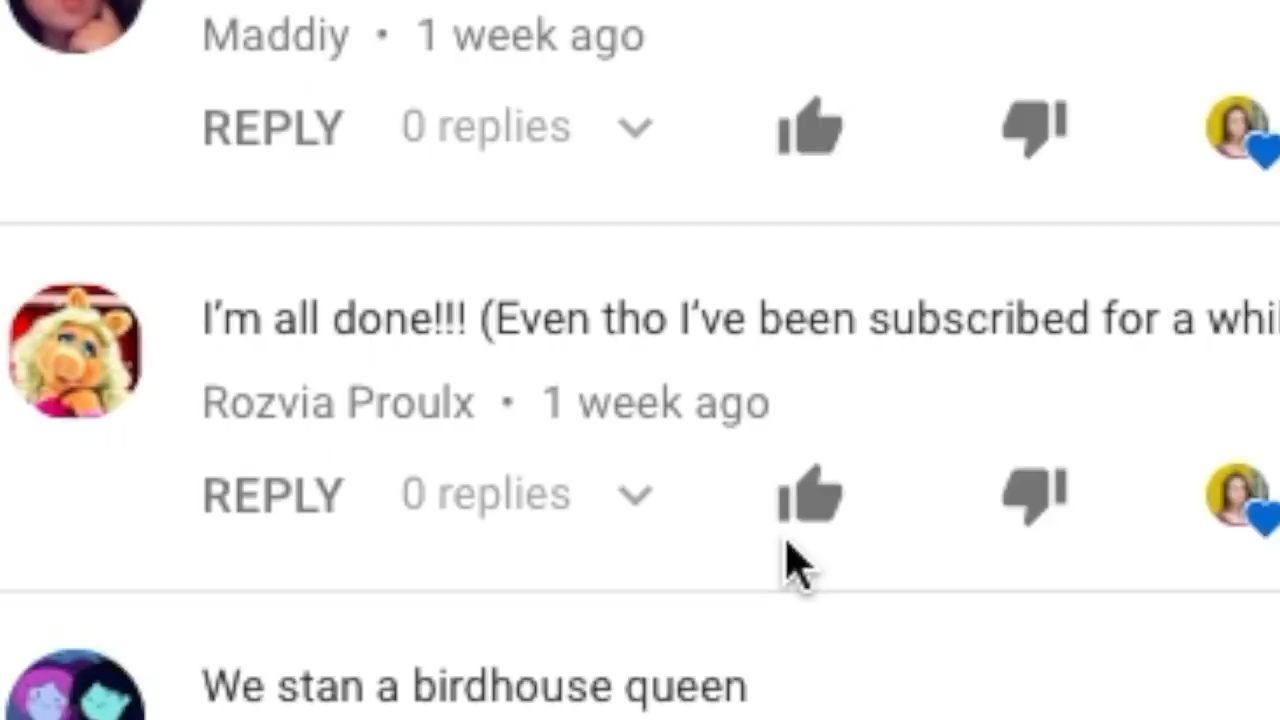 Maddiy • 1 week ago
REPLY 0 replies
I'm all done!!! (Even tho I've been subscribed for a whil
Rozvia Proulx • 1 week ago
REPLY 0 replies
We stan a birdhouse queen